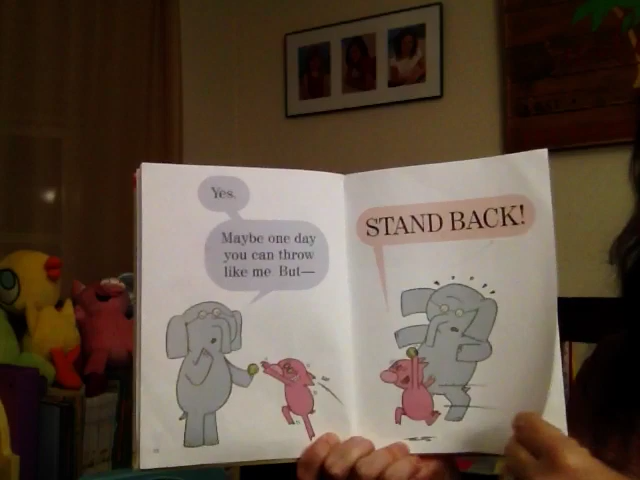 Yes.
Maybe one day
you can throw
like me. But—
STAND BACK!